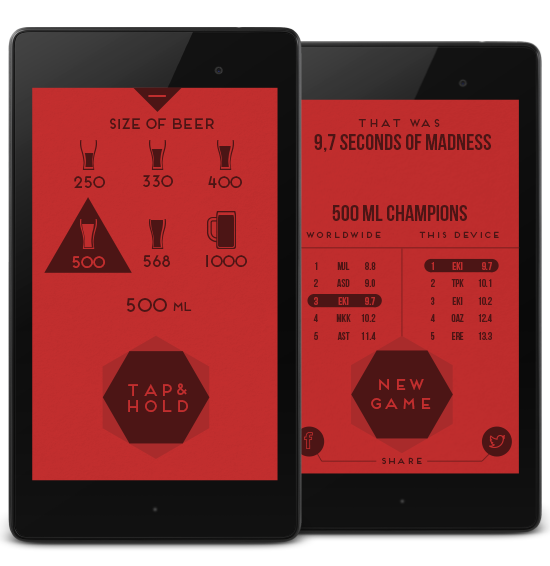 SIZE OF BEER
250 330 400
500 568 1000
500 ML
TAP&
HOLD
THAT WAS
9,7 SECONDS OF MADNESS
500 ML CHAMPIONS
WORLDWIDE THIS DEVICE
1 MJL 8.8 1 EKI 9.7
2 ASD 9.0 2 TPK 10.1
3 EKI 9.7 3 EKI 10.2
4 NKK 10.2 4 OAZ 12.4
5 AST 11.4 5 ERE 13.3
NEW
GAME
f
SHARE